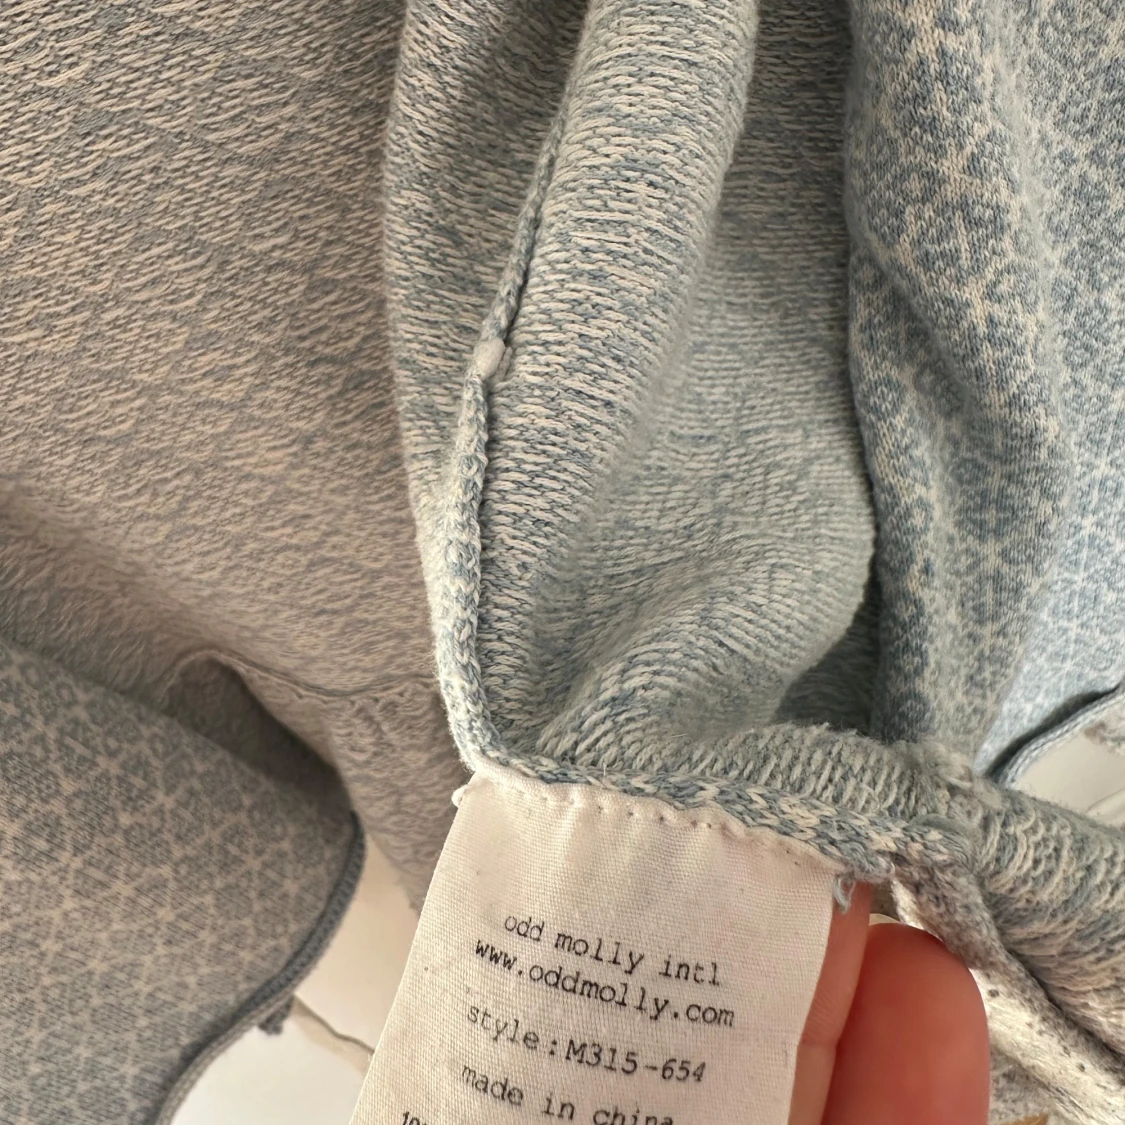 odd molly intl
www.oddmolly.com
style:M315-654
made in china